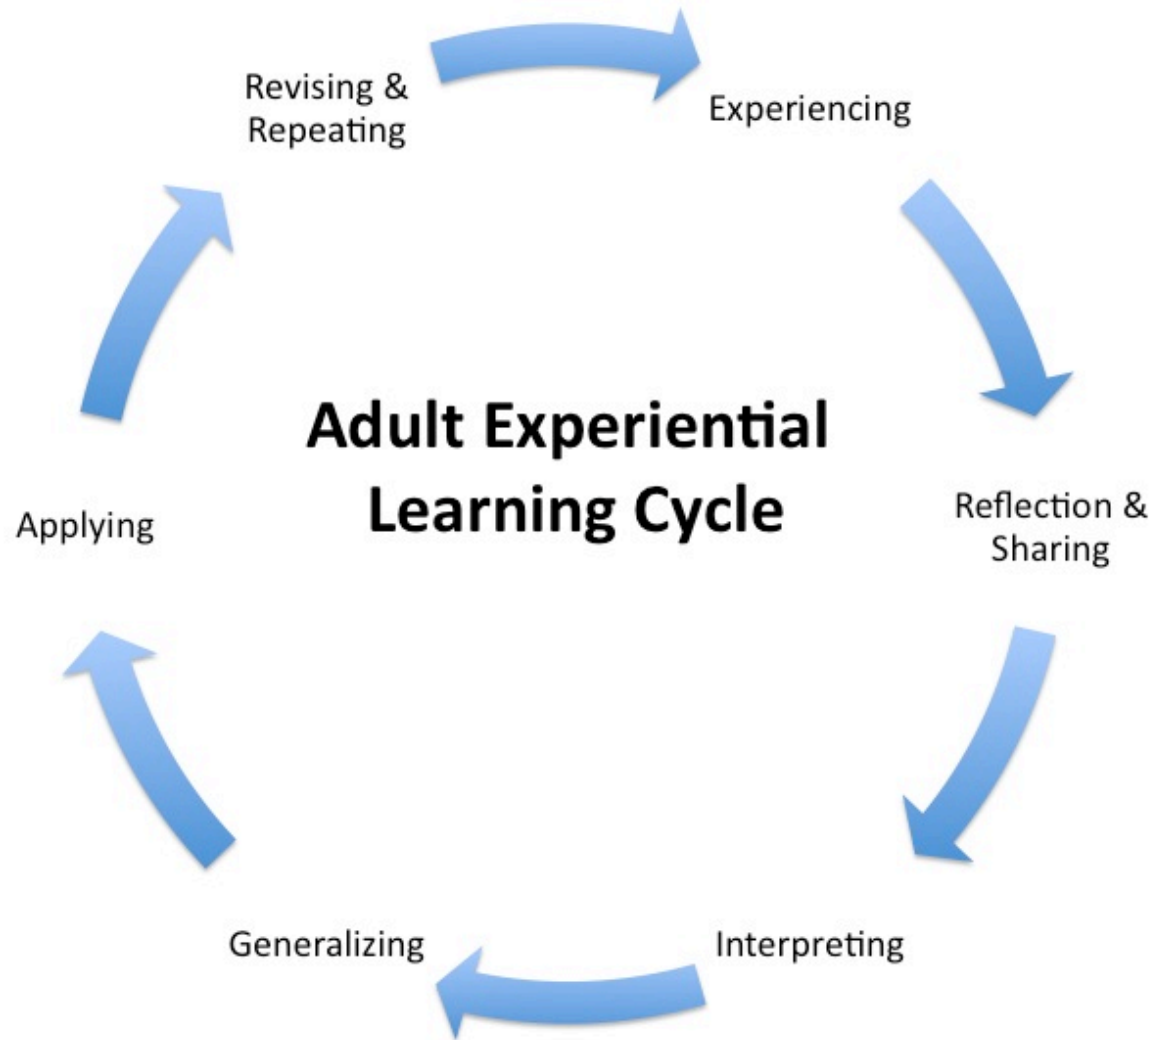 Revising &
Repeating
Experiencing
Adult Experiential
Learning Cycle
Reflection &
Sharing
Applying
Interpreting
Generalizing